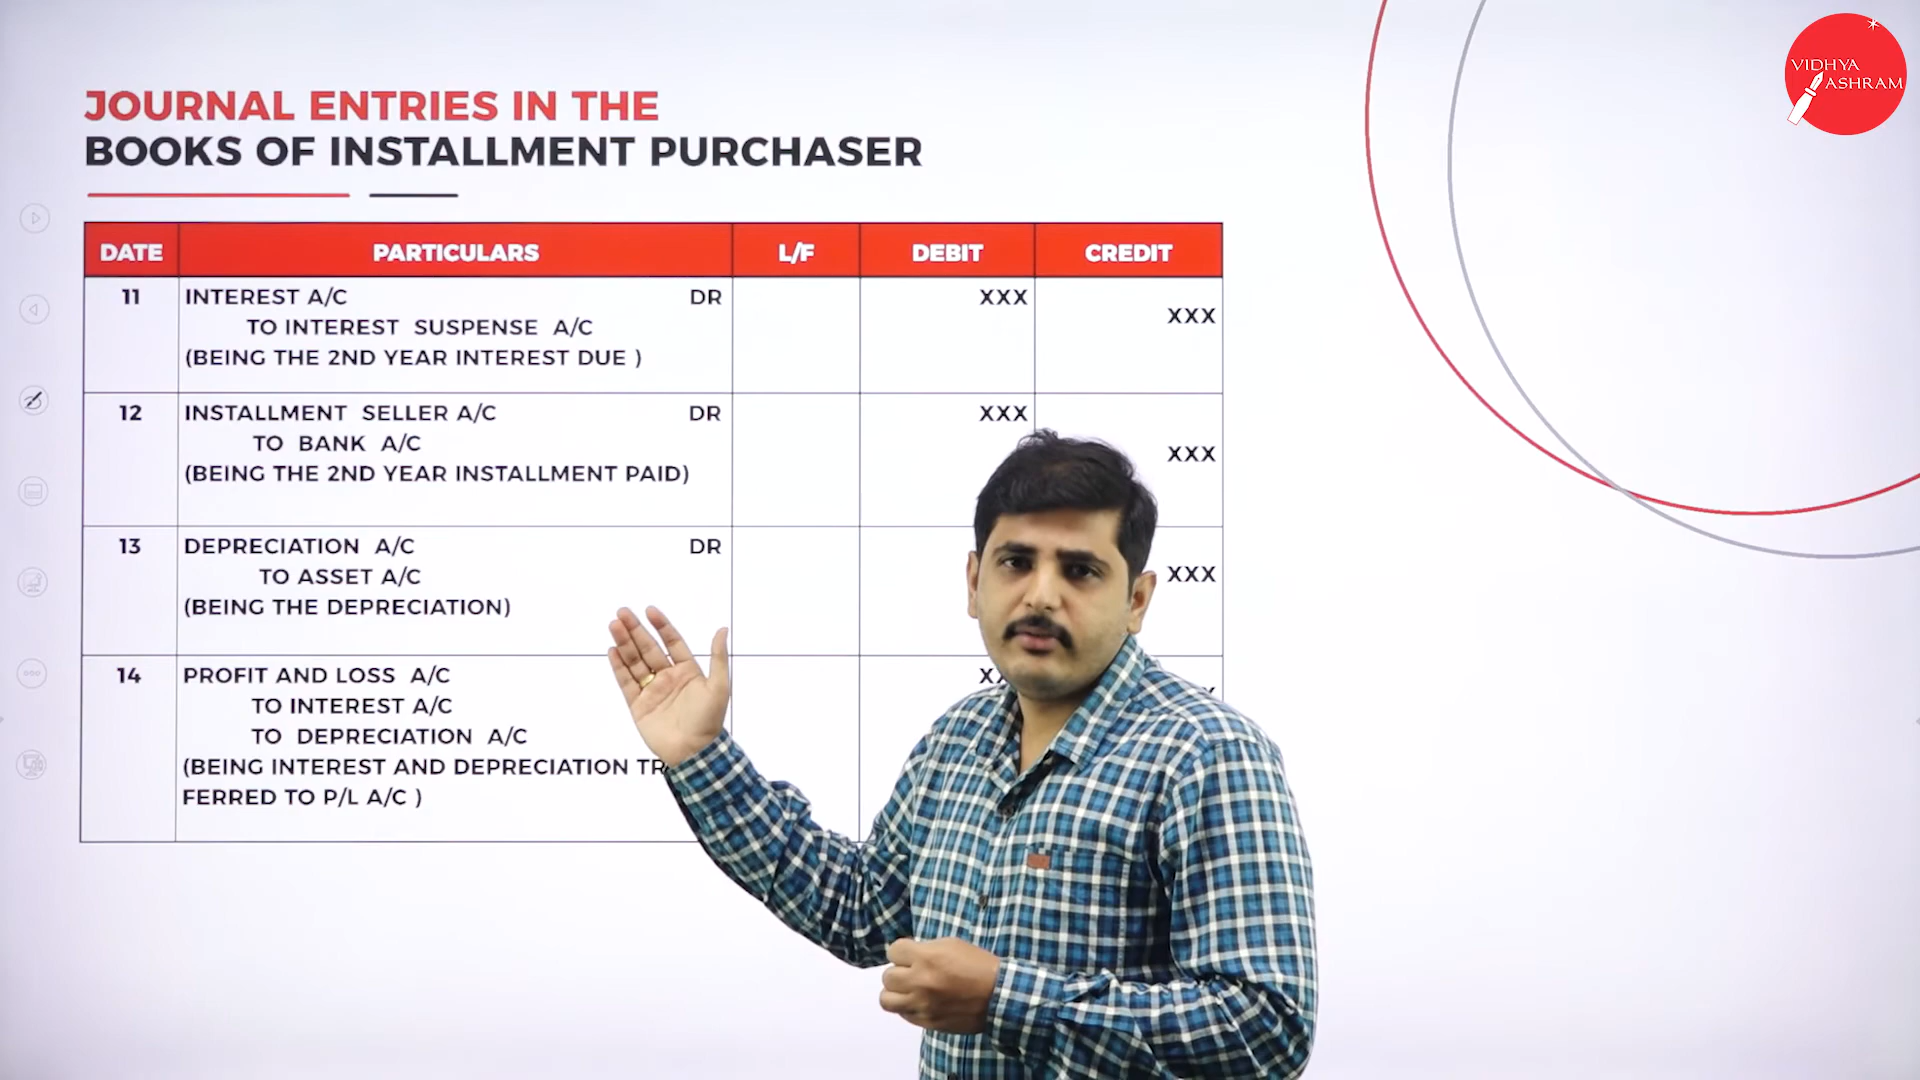 VIDHYA
ASHRAM
JOURNAL ENTRIES IN THE
BOOKS OF INSTALLMENT PURCHASER
DATE PARTICULARS L/F DEBIT CREDIT
11 INTEREST A/C DR XXX
XXX
TO INTEREST SUSPENSE A/C
(BEING THE 2ND YEAR INTEREST DUE )
12 INSTALLMENT SELLER A/C DR XXX
TO BANK A/C
XXX
(BEING THE 2ND YEAR INSTALLMENT PAID)
13 DEPRECIATION A/C DR
TO ASSET A/C XXX
(BEING THE DEPRECIATION)
14 PROFIT AND LOSS A/C
TO INTEREST A/C
TO DEPRECIATION A/C
(BEING INTEREST AND DEPRECIATION TR
FERRED TO P/L A/C )